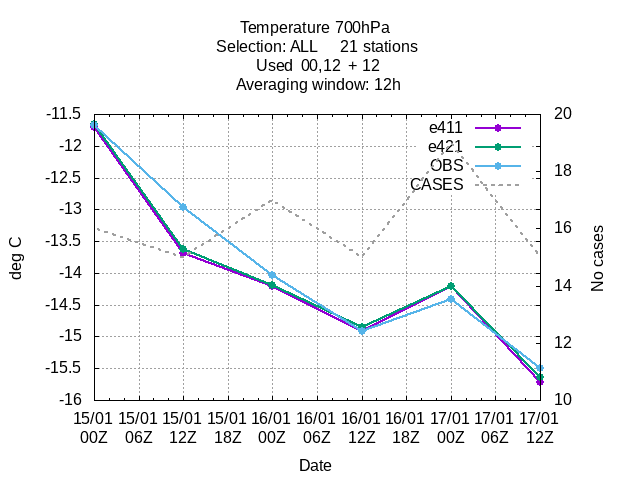 Temperature 700hPa
Selection: ALL 21 stations
Used 00,12 + 12
Averaging window: 12h
-11.5
-12
-12.5
-13
-13.5
-14
-14.5
-15
-15.5
-16
deg C
e411
e421
OBS
CASES
20
18
16
14
12
10
No cases
15/01 15/01 15/01 15/01 16/01 16/01 16/01 16/01 17/01 17/01 17/01
00Z 06Z 12Z 18Z 00Z 06Z 12Z 18Z 00Z 06Z 12Z
Date